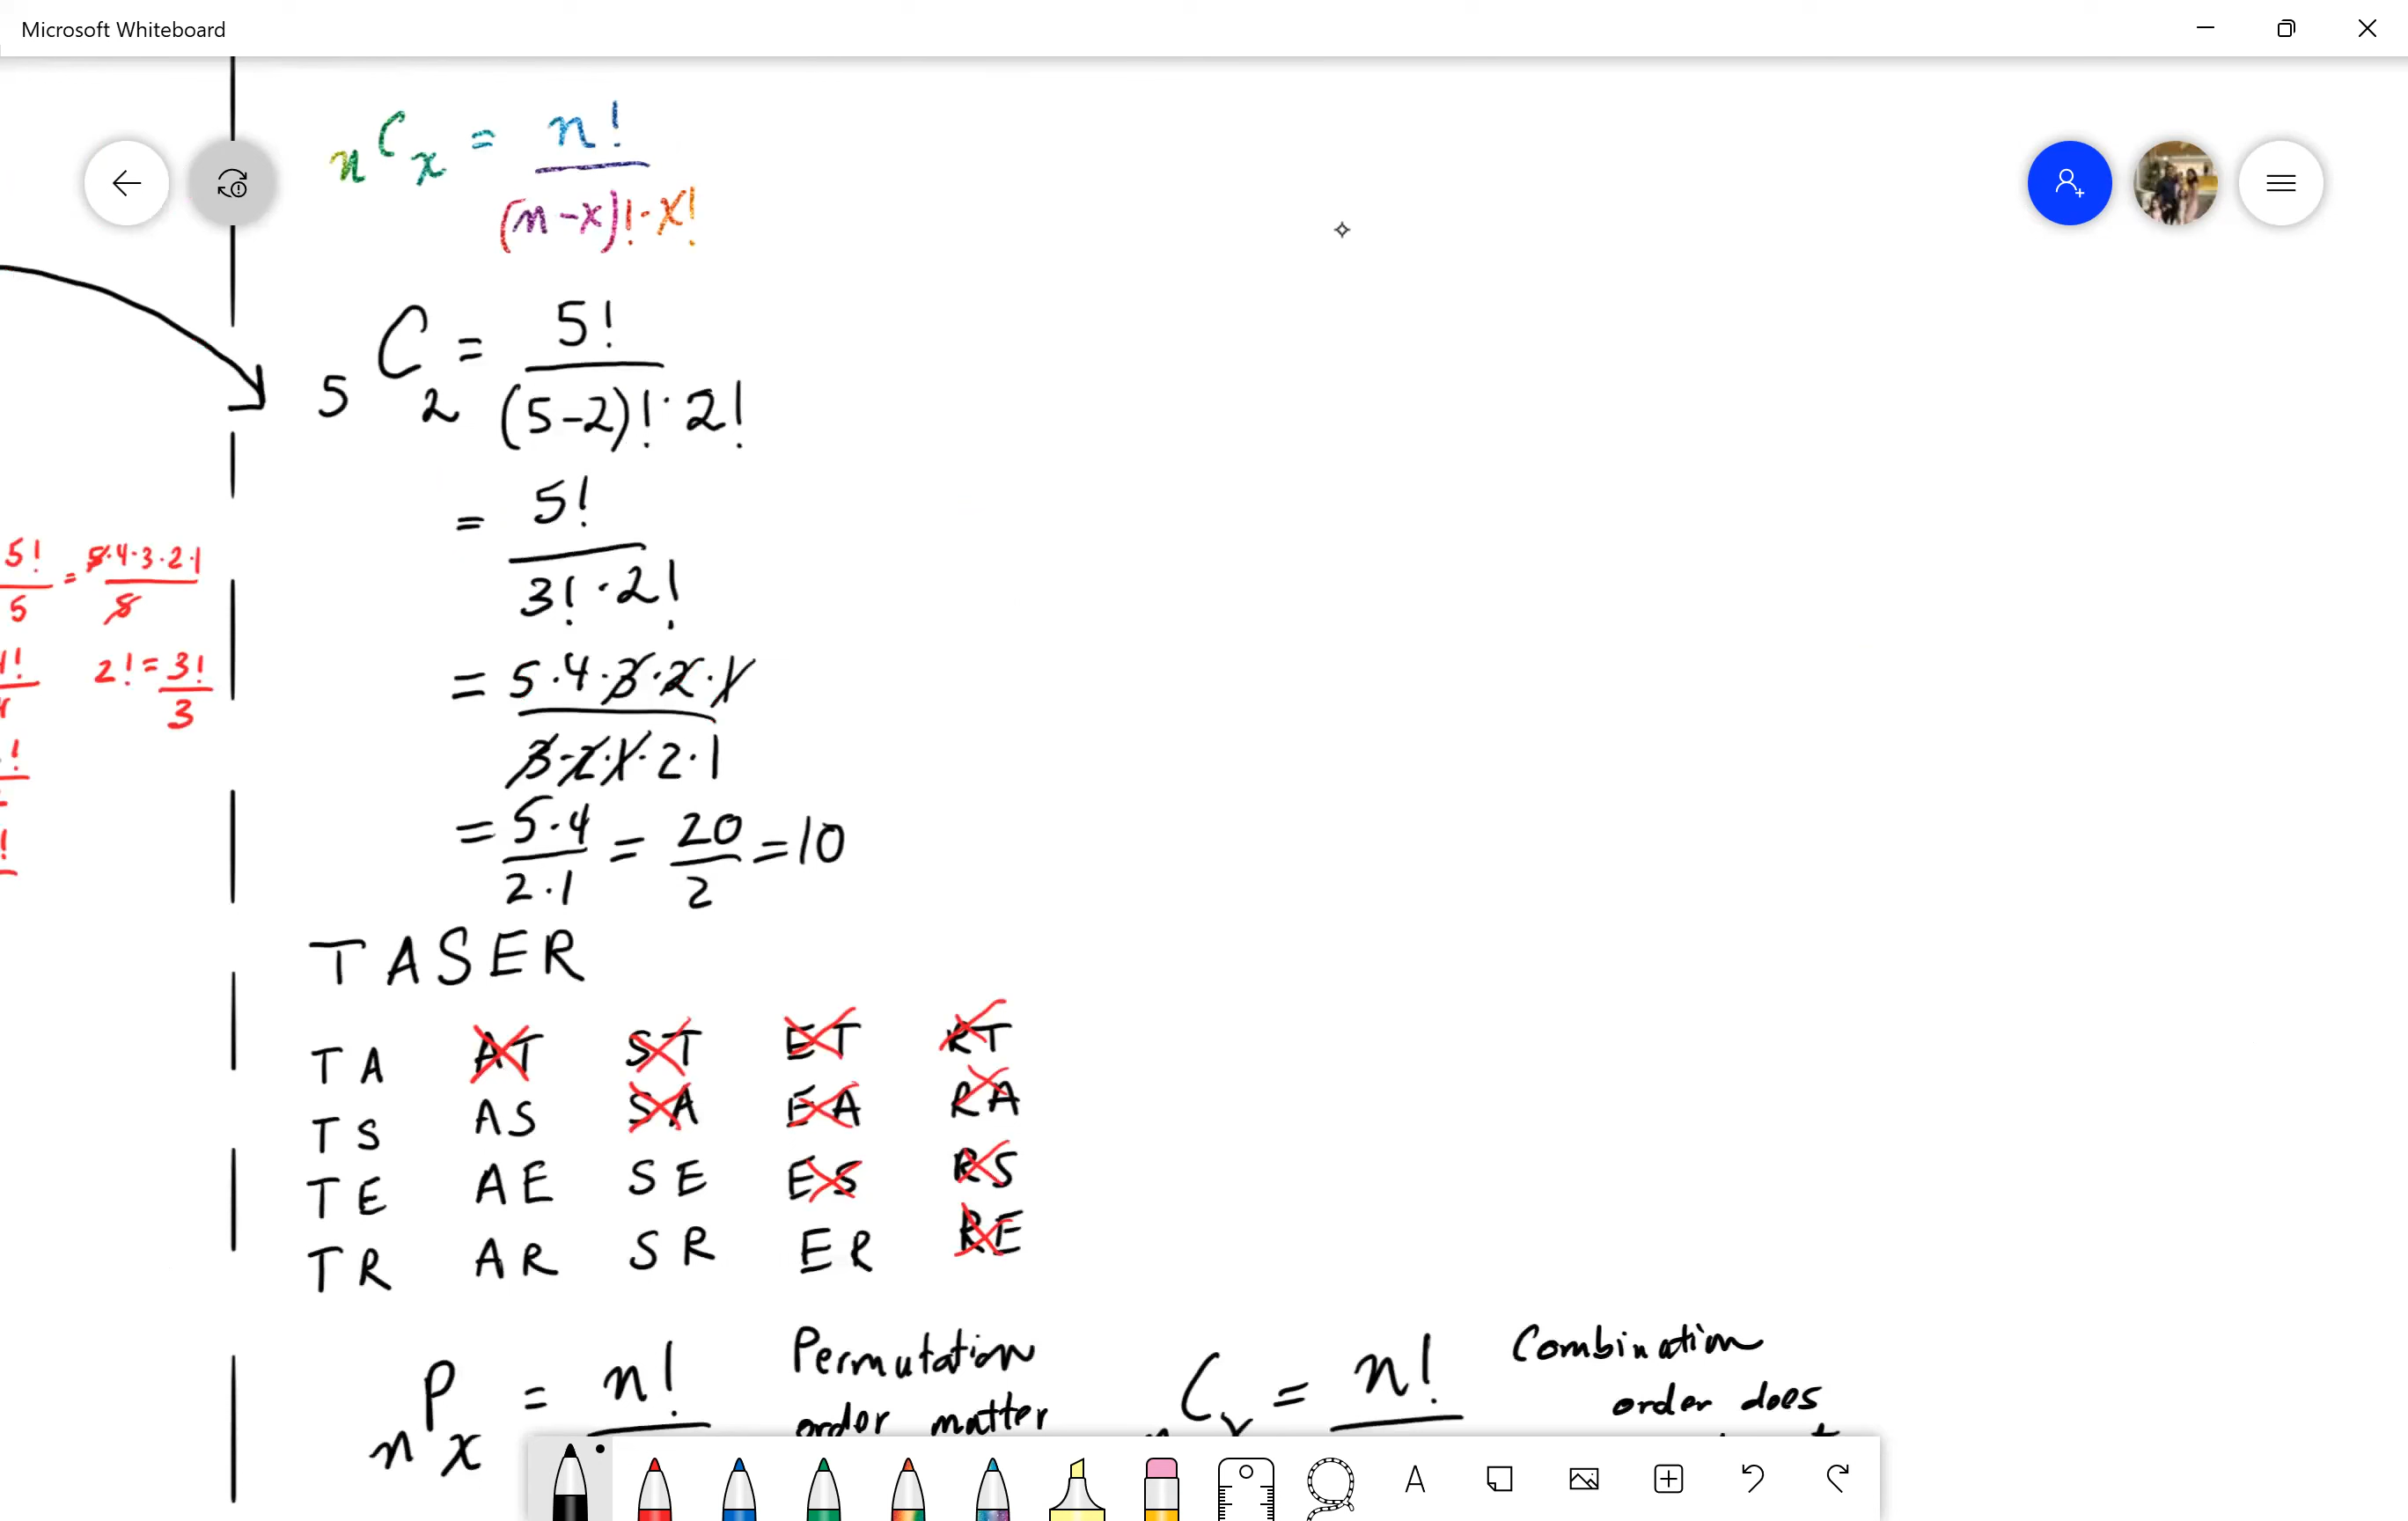 Microsoft Whiteboard
nCx = n!
(n-x)!·x!
5C2 = 5!
(5-2)!·2!
= 5!
3!·2!
= 5·4·3·2·1
3·2·1·2·1
= 5·4 = 20 = 10
2·1 2
5! = 5·4·3·2·1
5 5
2! = 3!
3
TASER
TA AT ST ET RT
TS AS SA EA RA
TE AE SE ES RS
TR AR SR ER RE
nPx = n! Permutation
order matter
Cx = n! Combination
order does